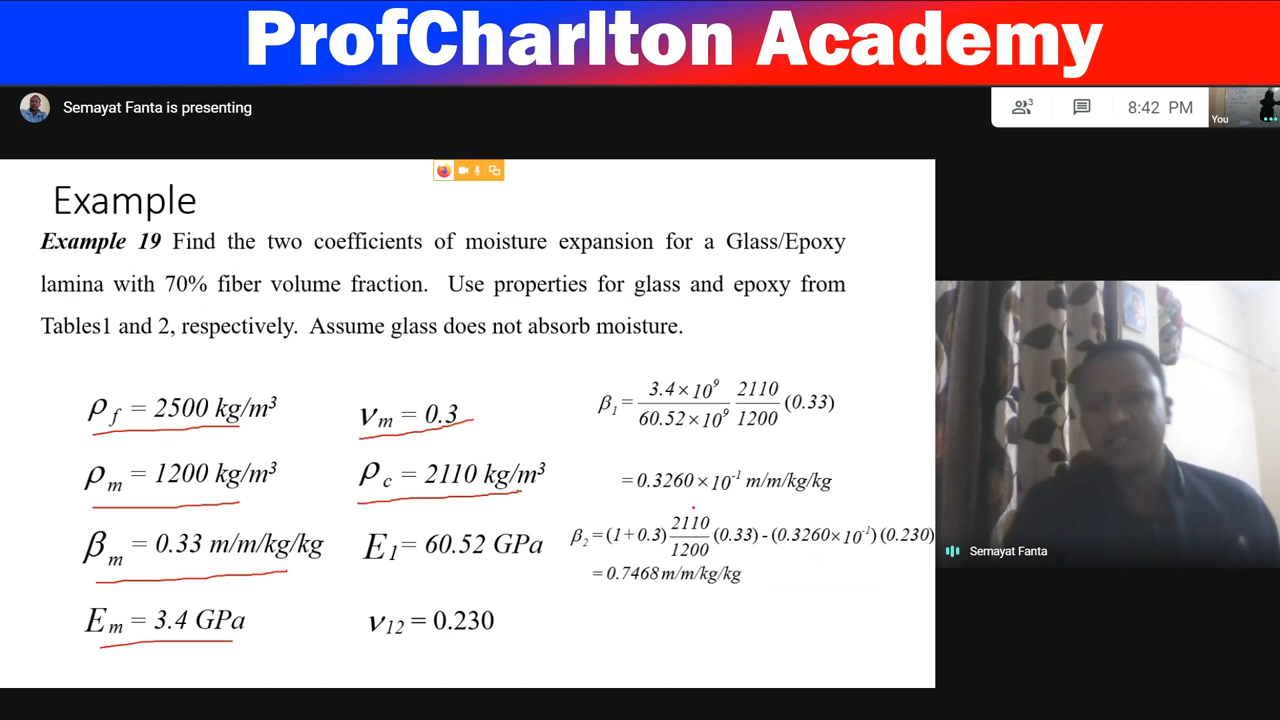 ProfCharlton Academy
Semayat Fanta is presenting
3
8:42 PM
You
Example
Example 19 Find the two coefficients of moisture expansion for a Glass/Epoxy
lamina with 70% fiber volume fraction. Use properties for glass and epoxy from
Tables1 and 2, respectively. Assume glass does not absorb moisture.
ρf = 2500 kg/m³
νm = 0.3
ρm = 1200 kg/m³
ρc = 2110 kg/m³
βm = 0.33 m/m/kg/kg
E1 = 60.52 GPa
Em = 3.4 GPa
ν12 = 0.230
β1 = 3.4×10⁹ / 60.52×10⁹ 2110 / 1200 (0.33)
= 0.3260×10⁻¹ m/m/kg/kg
β2 = (1+0.3) 2110 / 1200 (0.33) - (0.3260×10⁻¹)(0.230)
= 0.7468 m/m/kg/kg
Semayat Fanta